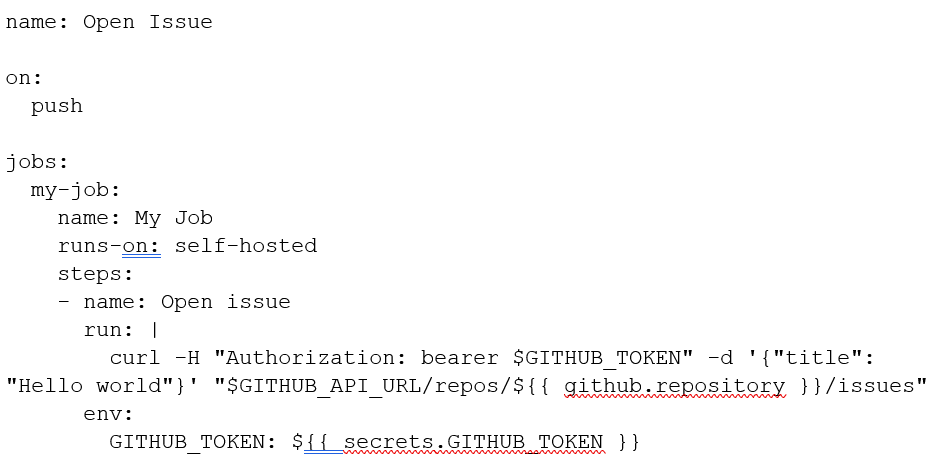 name: Open Issue
on:
  push
jobs:
  my-job:
    name: My Job
    runs-on: self-hosted
    steps:
    - name: Open issue
      run: |
        curl -H "Authorization: bearer $GITHUB_TOKEN" -d '{"title":
"Hello world"}' "$GITHUB_API_URL/repos/${{ github.repository }}/issues"
      env:
        GITHUB_TOKEN: ${{ secrets.GITHUB_TOKEN }}